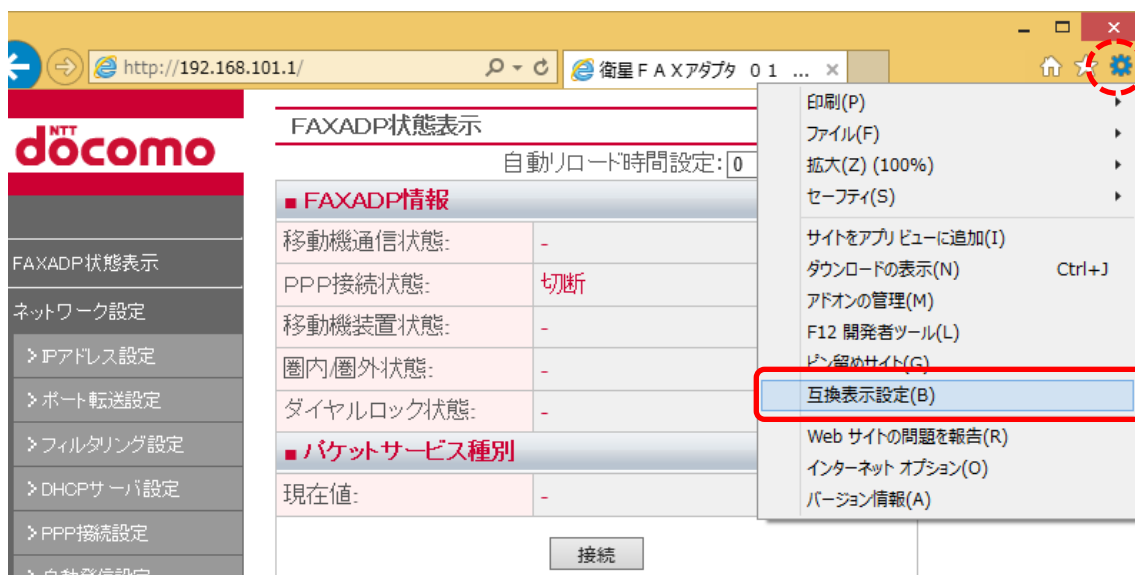 http://192.168.101.1/
衛星ＦＡＸアダプタ ０１ ...
NTT
döcomo
FAXADP状態表示
ネットワーク設定
IPアドレス設定
ポート転送設定
フィルタリング設定
DHCPサーバ設定
PPP接続設定
自動発信設定
FAXADP状態表示
自動リロード時間設定: 0
■ FAXADP情報
移動機通信状態: -
PPP接続状態: 切断
移動機装置状態: -
圏内/圏外状態: -
ダイヤルロック状態: -
■ パケットサービス種別
現在値: -
接続
印刷(P)
ファイル(F)
拡大(Z) (100%)
セーフティ(S)
サイトをアプリ ビューに追加(I)
ダウンロードの表示(N) Ctrl+J
アドオンの管理(M)
F12 開発者ツール(L)
ピン留めサイト(G)
互換表示設定(B)
Web サイトの問題を報告(R)
インターネット オプション(O)
バージョン情報(A)